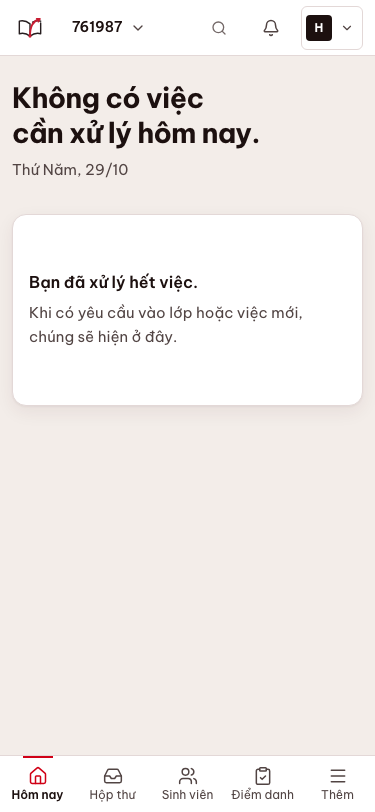 761987
H
Không có việc
cần xử lý hôm nay.
Thứ Năm, 29/10
Bạn đã xử lý hết việc.
Khi có yêu cầu vào lớp hoặc việc mới,
chúng sẽ hiện ở đây.
Hôm nay
Hộp thư
Sinh viên
Điểm danh
Thêm